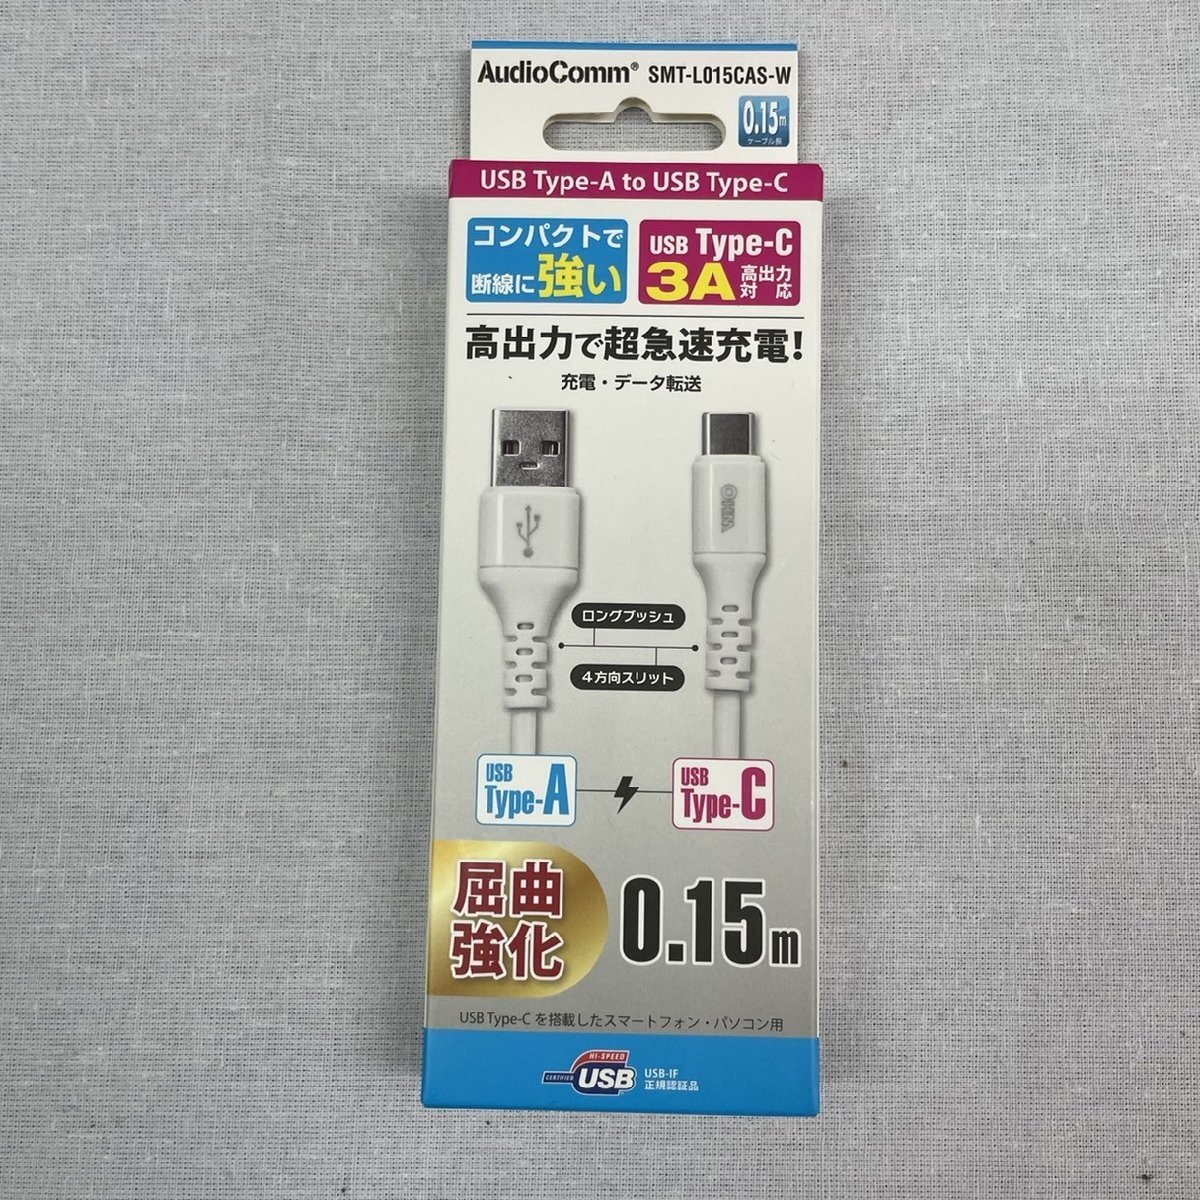 AudioComm® SMT-L015CAS-W
0.15m
ケーブル長
USB Type-A to USB Type-C
コンパクトで
断線に強い
USB Type-C
3A高出力対応
高出力で超急速充電!
充電・データ転送
OHM
ロングブッシュ
4方向スリット
USB
Type-A
USB
Type-C
屈曲
強化
0.15m
USB Type-C を搭載したスマートフォン・パソコン用
HI-SPEED
CERTIFIED USB
USB-IF
正規認証品